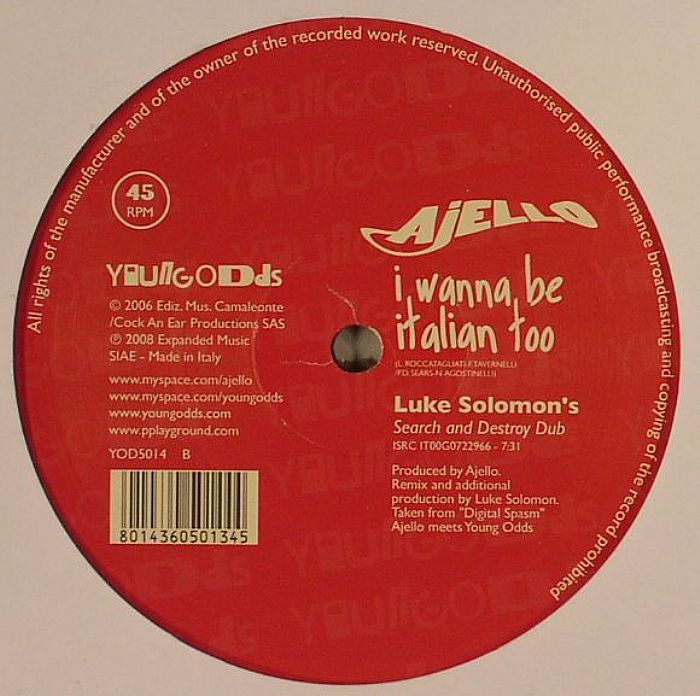 All rights of the manufacturer and of the owner of the recorded work reserved. Unauthorised public performance broadcasting and copying of the record prohibited
45
RPM
YOUNGODDS
© 2006 Ediz. Mus. Camaleonte
/Cock An Ear Productions SAS
℗ 2008 Expanded Music
SIAE - Made in Italy
www.myspace.com/ajello
www.myspace.com/youngodds
www.youngodds.com
www.pplayground.com
YOD5014 B
8014360501345
AJELLO
i wanna be
italian too
(L. ROCCATAGLIATI-F.TAVERNELLI
/P.D. SEARS-N AGOSTINELLI)
Luke Solomon's
Search and Destroy Dub
ISRC IT00G0722966 - 7:31
Produced by Ajello.
Remix and additional
production by Luke Solomon.
Taken from "Digital Spasm"
Ajello meets Young Odds